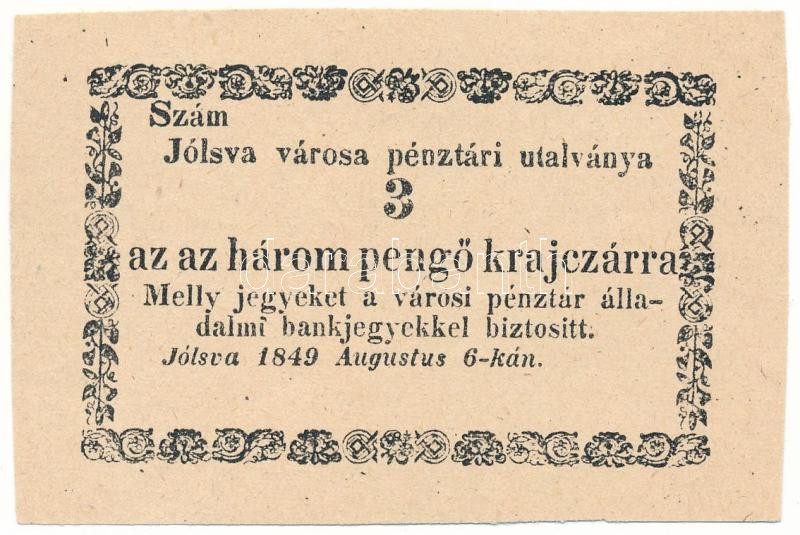 Szám
Jólsva városa pénztári utalványa
3
az az három pengő krajczárra
Melly jegyeket a városi pénztár álla-
dalmi bankjegyekkel biztositt.
Jólsva 1849 Augustus 6-kán.
darabanth